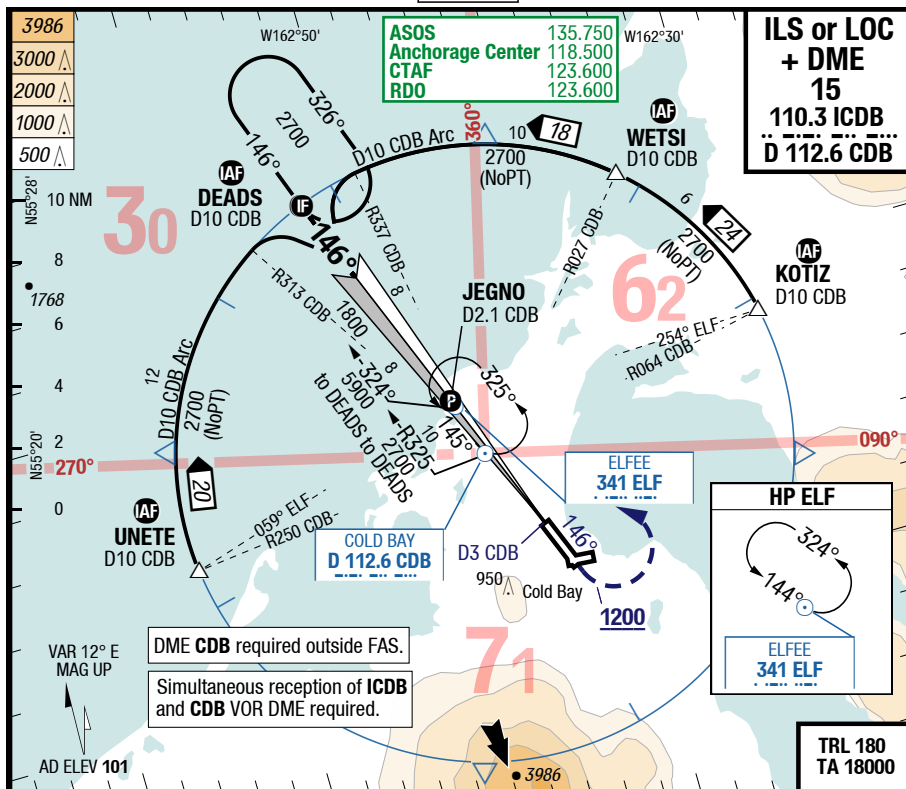 3986
3000
2000
1000
500
W162°50'
W162°30'
ASOS 135.750
Anchorage Center 118.500
CTAF 123.600
RDO 123.600
ILS or LOC
+ DME
15
110.3 ICDB
D 112.6 CDB
360°
326°
2700
146°
D10 CDB Arc
10
18
2700
(NoPT)
IAF
WETSI
D10 CDB
IAF
DEADS
D10 CDB
IF
N55°28'
10 NM
30
146°
R337 CDB
8
R027 CDB
6
24
2700
(NoPT)
IAF
KOTIZ
D10 CDB
8
1768
6
R313 CDB
8
1800
JEGNO
D2.1 CDB
62
254° ELF
R064 CDB
4
12
D10 CDB Arc
2700
(NoPT)
324°
5900
to DEADS
P
325°
145°
10
R325
2700
to DEADS
N55°20'
2
270°
090°
20
0
ELFEE
341 ELF
IAF
UNETE
D10 CDB
059° ELF
R250 CDB
COLD BAY
D 112.6 CDB
D3 CDB
146°
950
Cold Bay
1200
HP ELF
324°
144°
ELFEE
341 ELF
DME CDB required outside FAS.
Simultaneous reception of ICDB
and CDB VOR DME required.
71
VAR 12° E
MAG UP
AD ELEV 101
3986
TRL 180
TA 18000